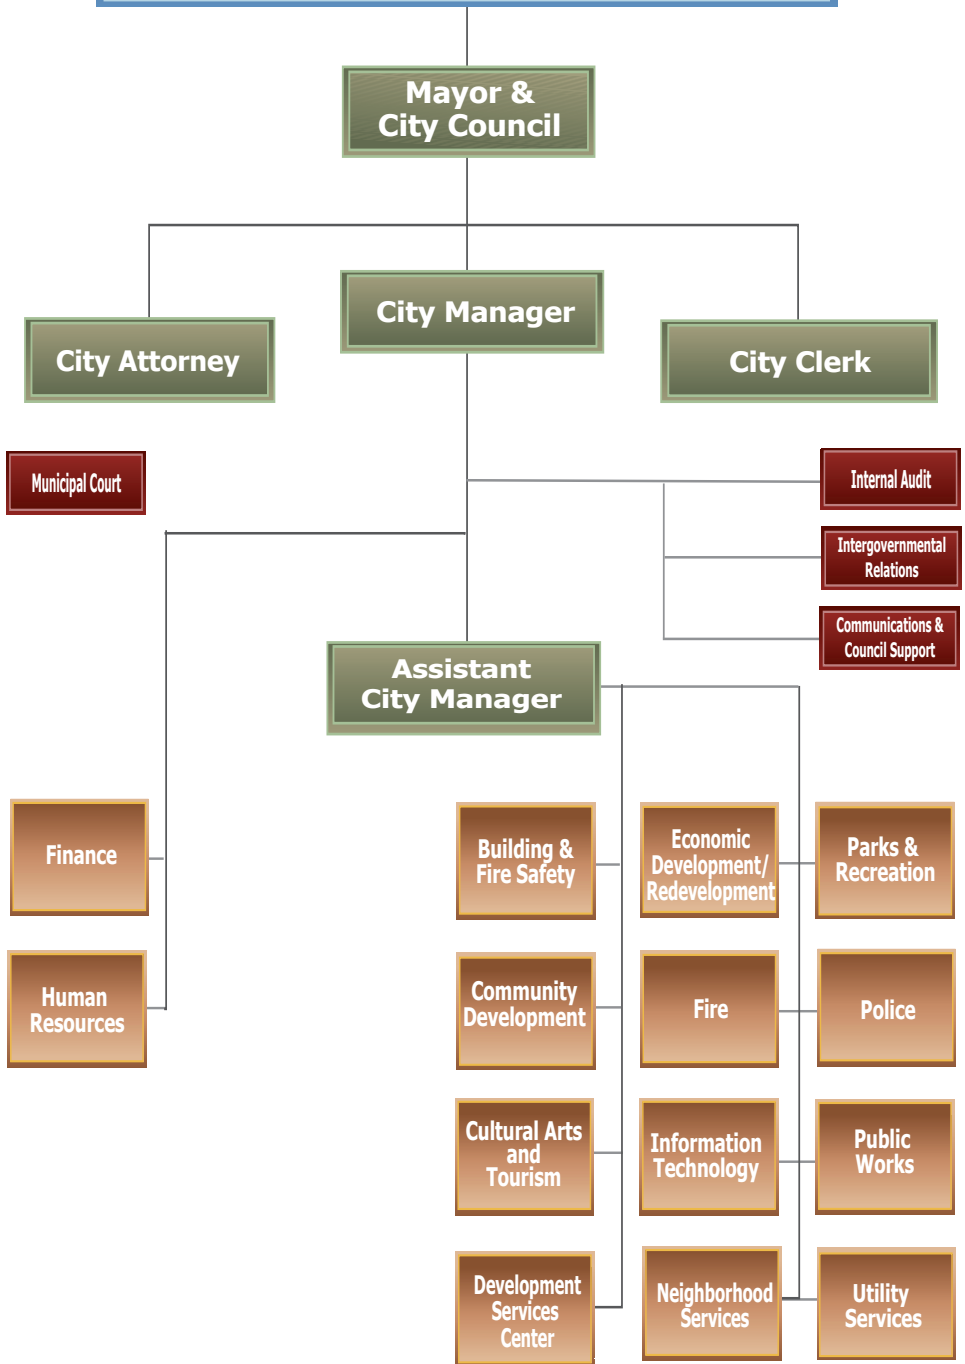 Mayor &
City Council
City Manager
City Attorney
City Clerk
Municipal Court
Internal Audit
Intergovernmental
Relations
Communications &
Council Support
Assistant
City Manager
Finance
Building &
Fire Safety
Economic
Development/
Redevelopment
Parks &
Recreation
Human
Resources
Community
Development
Fire
Police
Cultural Arts
and
Tourism
Information
Technology
Public
Works
Development
Services
Center
Neighborhood
Services
Utility
Services